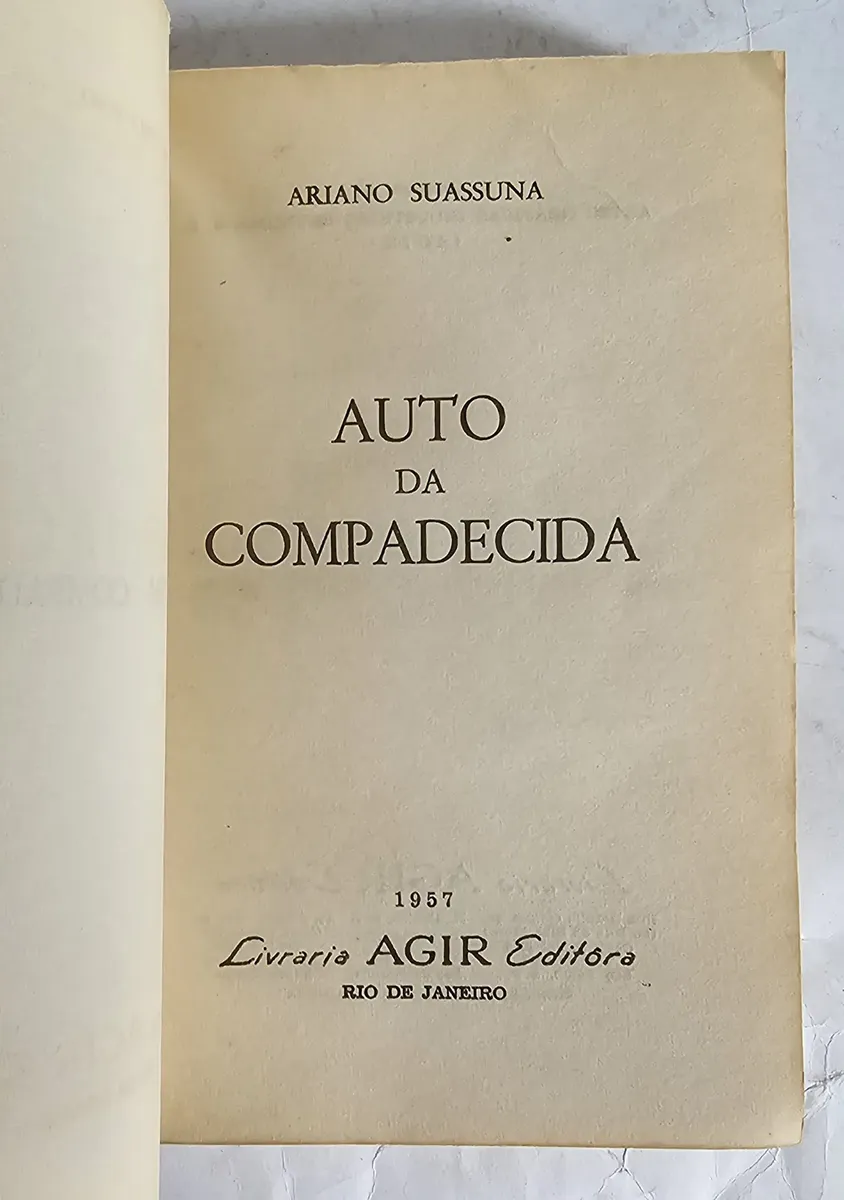 ARIANO SUASSUNA
AUTO
DA
COMPADECIDA
1957
Livraria AGIR Editôra
RIO DE JANEIRO